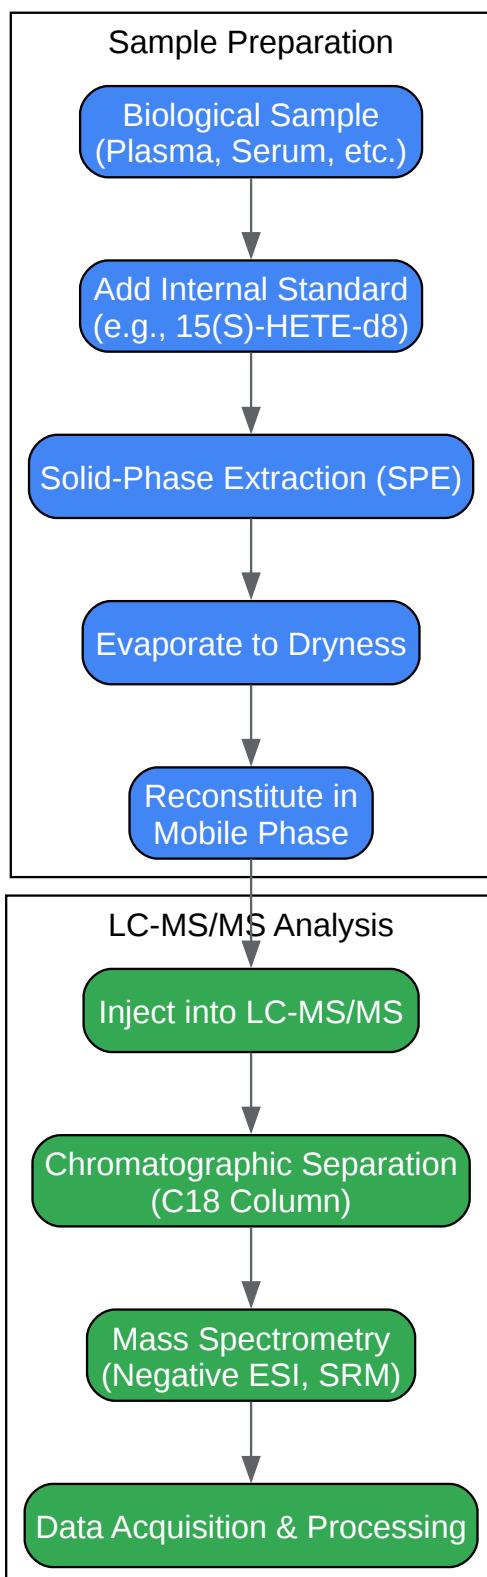 Sample Preparation
Biological Sample
(Plasma, Serum, etc.)
Add Internal Standard
(e.g., 15(S)-HETE-d8)
Solid-Phase Extraction (SPE)
Evaporate to Dryness
Reconstitute in
Mobile Phase
LC-MS/MS Analysis
Inject into LC-MS/MS
Chromatographic Separation
(C18 Column)
Mass Spectrometry
(Negative ESI, SRM)
Data Acquisition & Processing